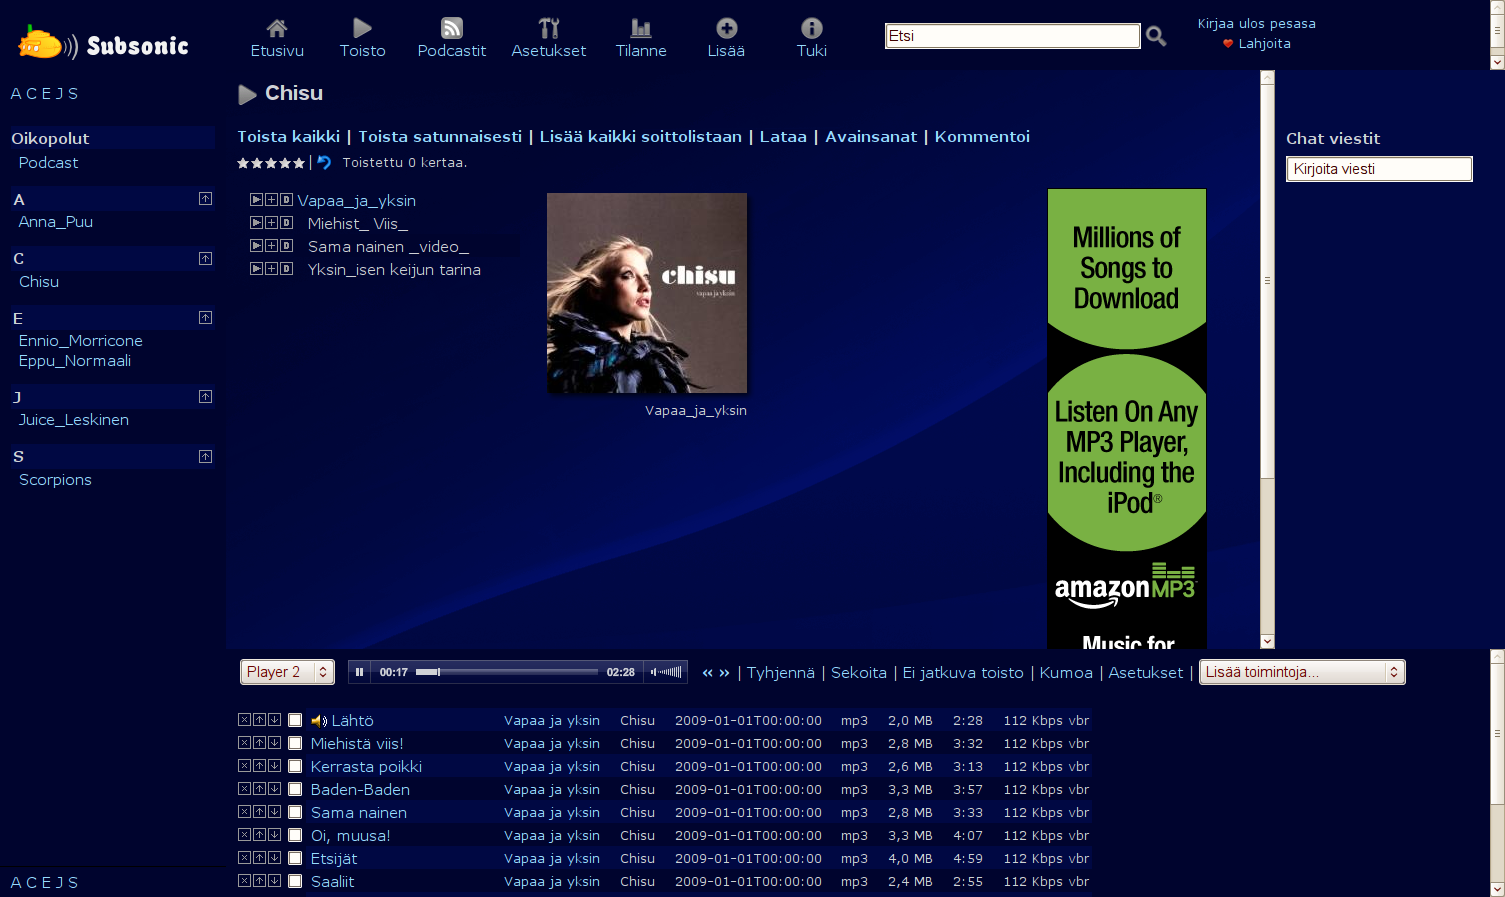 Subsonic
Etusivu Toisto Podcastit Asetukset Tilanne Lisää Tuki
Etsi
Kirjaa ulos pesasa
Lahjoita
A C E J S
Oikopolut
Podcast
A
Anna_Puu
C
Chisu
E
Ennio_Morricone
Eppu_Normaali
J
Juice_Leskinen
S
Scorpions
A C E J S
Chisu
Toista kaikki | Toista satunnaisesti | Lisää kaikki soittolistaan | Lataa | Avainsanat | Kommentoi
| Toistettu 0 kertaa.
D Vapaa_ja_yksin
D Miehist_ Viis_
D Sama nainen _video_
D Yksin_isen keijun tarina
chisu
vapaa ja yksin
Vapaa_ja_yksin
Millions of
Songs to
Download
Listen On Any
MP3 Player,
Including the
iPod®
amazon MP3
Music for
Chat viestit
Kirjoita viesti
Player 2 00:17 02:28 « » | Tyhjennä | Sekoita | Ei jatkuva toisto | Kumoa | Asetukset | Lisää toimintoja...
Lähtö Vapaa ja yksin Chisu 2009-01-01T00:00:00 mp3 2,0 MB 2:28 112 Kbps vbr
Miehistä viis! Vapaa ja yksin Chisu 2009-01-01T00:00:00 mp3 2,8 MB 3:32 112 Kbps vbr
Kerrasta poikki Vapaa ja yksin Chisu 2009-01-01T00:00:00 mp3 2,6 MB 3:13 112 Kbps vbr
Baden-Baden Vapaa ja yksin Chisu 2009-01-01T00:00:00 mp3 3,3 MB 3:57 112 Kbps vbr
Sama nainen Vapaa ja yksin Chisu 2009-01-01T00:00:00 mp3 2,8 MB 3:33 112 Kbps vbr
Oi, muusa! Vapaa ja yksin Chisu 2009-01-01T00:00:00 mp3 3,3 MB 4:07 112 Kbps vbr
Etsijät Vapaa ja yksin Chisu 2009-01-01T00:00:00 mp3 4,0 MB 4:59 112 Kbps vbr
Saaliit Vapaa ja yksin Chisu 2009-01-01T00:00:00 mp3 2,4 MB 2:55 112 Kbps vbr